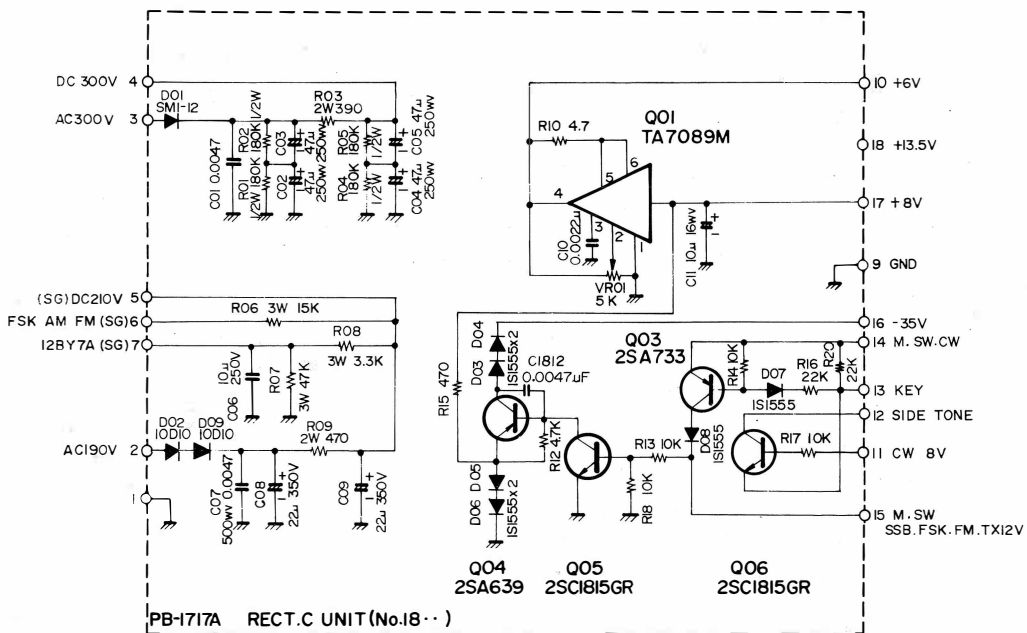 DC 300V 4
D01
SM1-12
AC300V 3
C01 0.0047
R01
1/2W 180K
R02
180K 1/2W
C03
47μ
250wv
C02
47μ
250wv
R03
2W 390
R05
180K
1/2W
R04
180K
1/2W
C05 47μ
250wv
C04 47μ
250wv
Q01
TA7089M
R10 4.7
4
5
6
3
2
1
C10
0.0022μ
VR01
5K
C11 10μ 16wv
10 +6V
18 +13.5V
17 +8V
9 GND
(SG)DC210V 5
FSK AM FM (SG)6
12BY7A (SG)7
R06 3W 15K
R08
3W 3.3K
10μ
250V
C06
R07
3W 47K
D02
10D10
D09
10D10
AC190V 2
R09
2W 470
C07
500wv 0.0047
C08
22μ 350V
C09
22μ 350V
1
R15 470
D04
D03
1S1555x2
C1812
0.0047μF
R12 4.7K
D06 D05
1S1555x2
Q03
2SA733
R14 10K
D07
1S1555
R16
22K
R20
22K
D08
1S1555
R13 10K
R18
10K
R17 10K
16 -35V
14 M.SW.CW
13 KEY
12 SIDE TONE
11 CW 8V
15 M.SW
SSB.FSK.FM.TX12V
Q04
2SA639
Q05
2SC1815GR
Q06
2SC1815GR
PB-1717A RECT.C UNIT (No.18··)